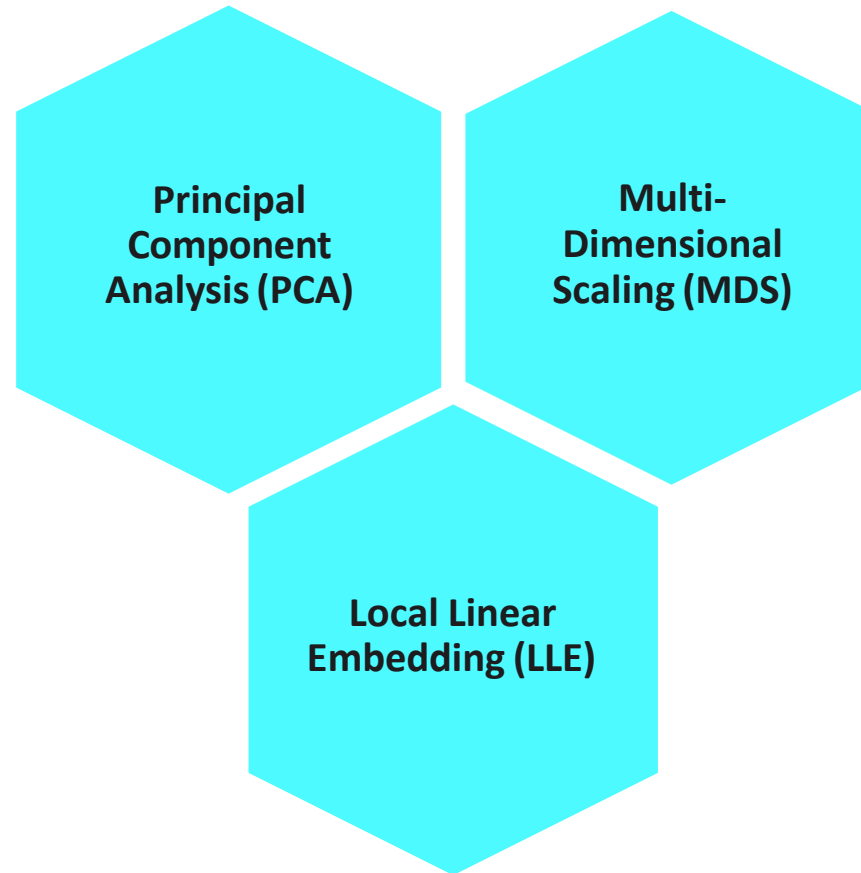 Principal
Component
Analysis (PCA)
Multi-
Dimensional
Scaling (MDS)
Local Linear
Embedding (LLE)